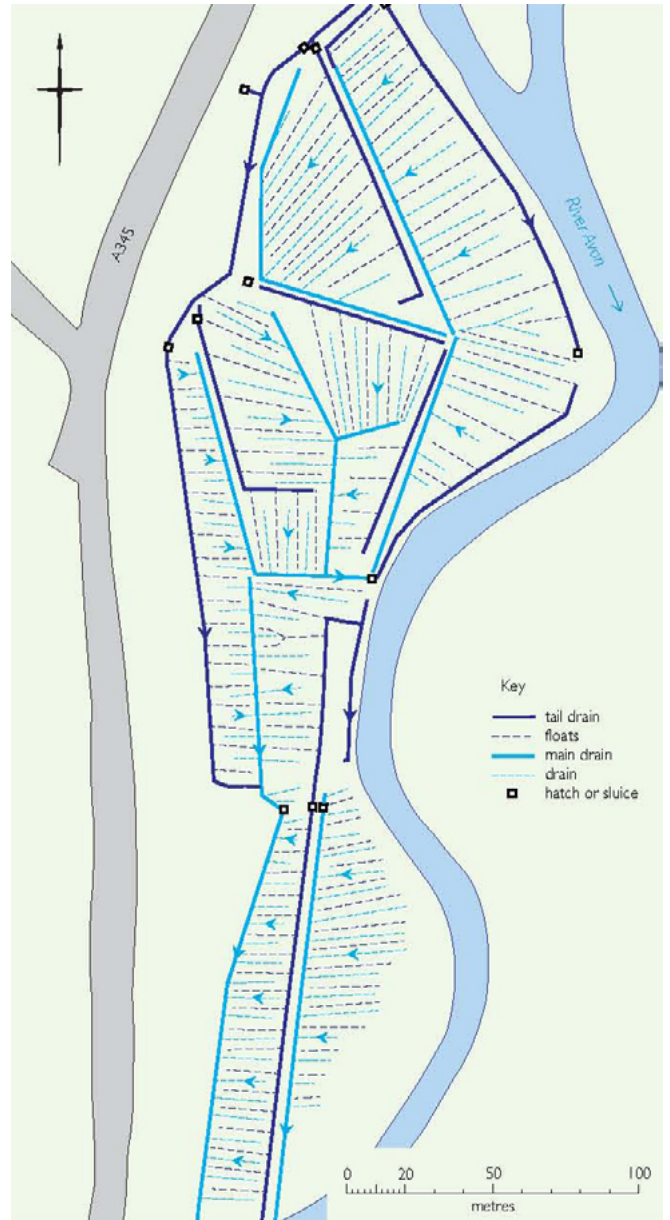 A345
River Avon
Key
tail drain
floats
main drain
drain
hatch or sluice
0 20 50 100
metres